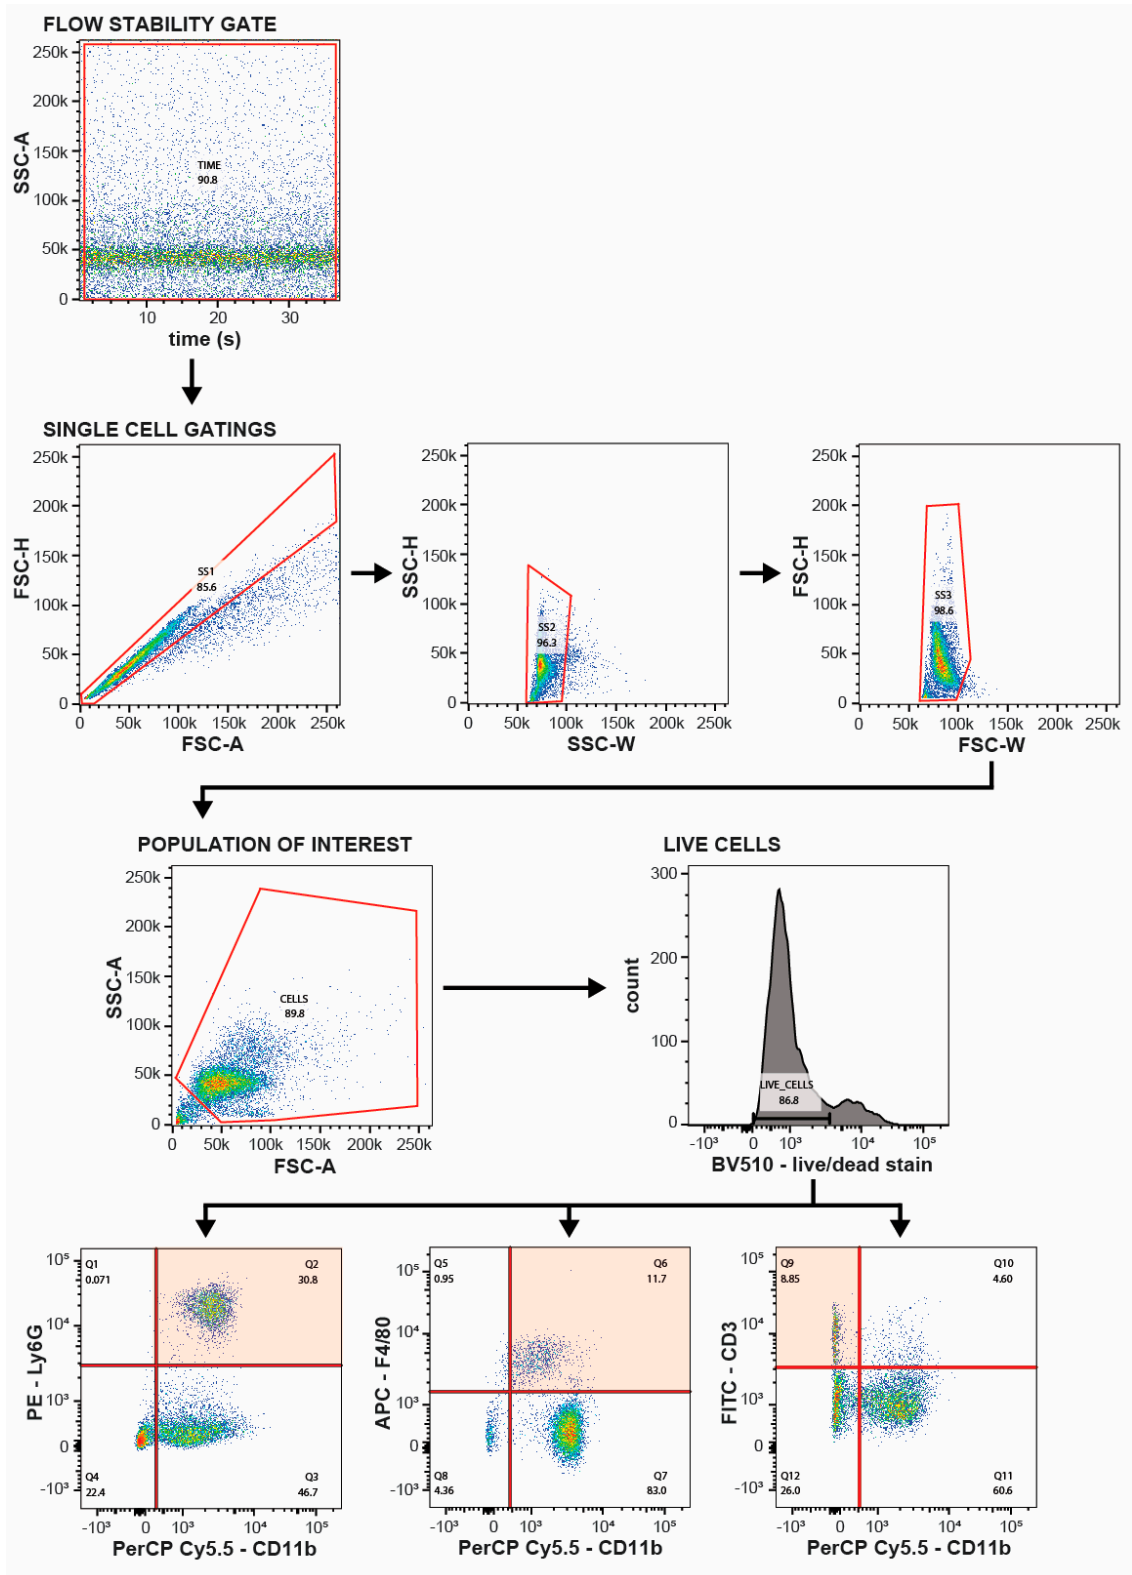 FLOW STABILITY GATE
250k
200k
150k
100k
50k
0
SSC-A
TIME
90.8
10 20 30
time (s)
SINGLE CELL GATINGS
250k
200k
150k
100k
50k
0
FSC-H
SS1
85.6
0 50k 100k 150k 200k 250k
FSC-A
250k
200k
150k
100k
50k
0
SSC-H
SS2
96.3
0 50k 100k 150k 200k 250k
SSC-W
250k
200k
150k
100k
50k
0
FSC-H
SS3
98.6
0 50k 100k 150k 200k 250k
FSC-W
POPULATION OF INTEREST
250k
200k
150k
100k
50k
0
SSC-A
CELLS
89.8
0 50k 100k 150k 200k 250k
FSC-A
LIVE CELLS
300
200
100
0
count
LIVE_CELLS
86.8
-10³ 0 10³ 10⁴ 10⁵
BV510 - live/dead stain
10⁵
10⁴
10³
0
-10³
PE - Ly6G
Q1
0.071
Q2
30.8
Q4
22.4
Q3
46.7
-10³ 0 10³ 10⁴ 10⁵
PerCP Cy5.5 - CD11b
10⁵
10⁴
10³
0
-10³
APC - F4/80
Q5
0.95
Q6
11.7
Q8
4.36
Q7
83.0
-10³ 0 10³ 10⁴ 10⁵
PerCP Cy5.5 - CD11b
10⁵
10⁴
10³
0
-10³
FITC - CD3
Q9
8.85
Q10
4.60
Q12
26.0
Q11
60.6
-10³ 0 10³ 10⁴ 10⁵
PerCP Cy5.5 - CD11b